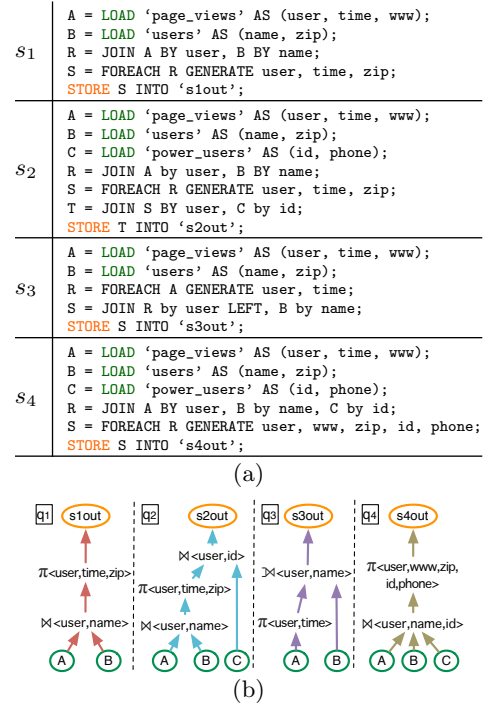 s1
A = LOAD ‘page_views’ AS (user, time, www);
B = LOAD ‘users’ AS (name, zip);
R = JOIN A BY user, B BY name;
S = FOREACH R GENERATE user, time, zip;
STORE S INTO ‘s1out’;
s2
A = LOAD ‘page_views’ AS (user, time, www);
B = LOAD ‘users’ AS (name, zip);
C = LOAD ‘power_users’ AS (id, phone);
R = JOIN A by user, B BY name;
S = FOREACH R GENERATE user, time, zip;
T = JOIN S BY user, C by id;
STORE T INTO ‘s2out’;
s3
A = LOAD ‘page_views’ AS (user, time, www);
B = LOAD ‘users’ AS (name, zip);
R = FOREACH A GENERATE user, time;
S = JOIN R by user LEFT, B by name;
STORE S INTO ‘s3out’;
s4
A = LOAD ‘page_views’ AS (user, time, www);
B = LOAD ‘users’ AS (name, zip);
C = LOAD ‘power_users’ AS (id, phone);
R = JOIN A BY user, B by name, C by id;
S = FOREACH R GENERATE user, www, zip, id, phone;
STORE S INTO ‘s4out’;
(a)
q1
s1out
π<user,time,zip>
⋈<user,name>
A B
q2
s2out
⋈<user,id>
π<user,time,zip>
⋈<user,name>
A B C
q3
s3out
⟕<user,name>
π<user,time>
A B
q4
s4out
π<user,www,zip,
id,phone>
⋈<user,name,id>
A B C
(b)